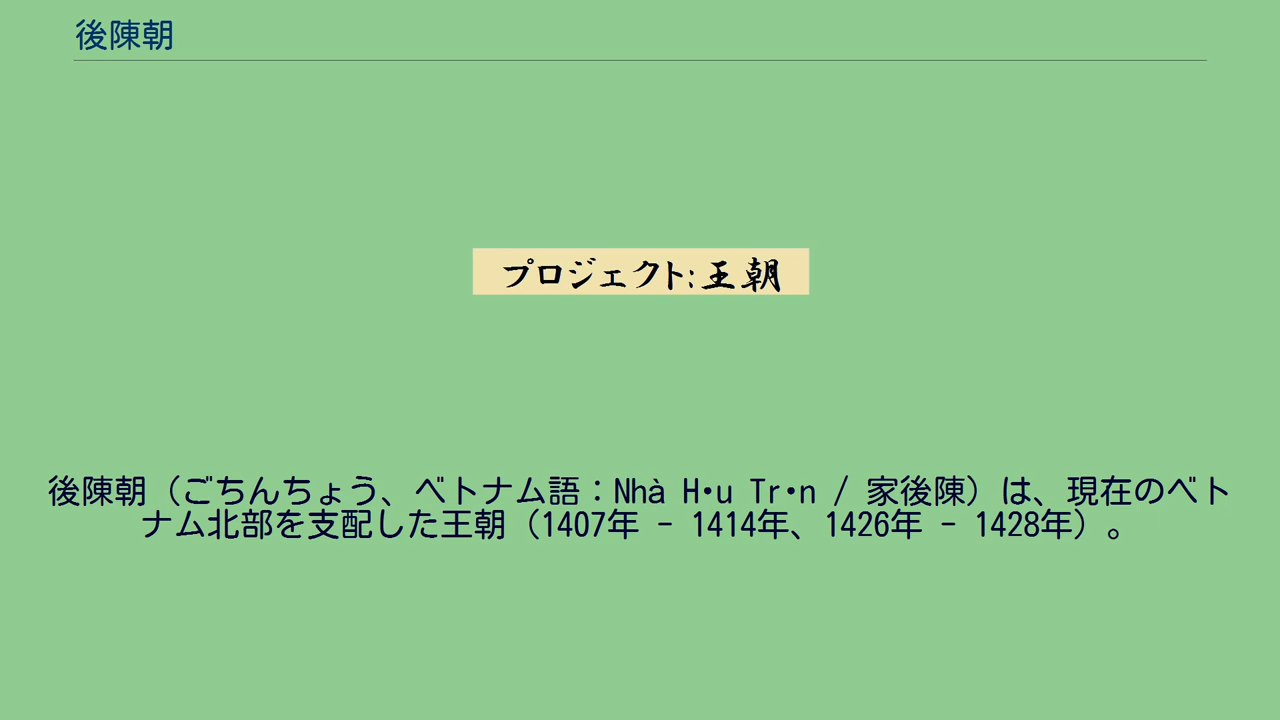 後陳朝
プロジェクト:王朝
後陳朝（ごちんちょう、ベトナム語：Nhà H・u Tr・n / 家後陳）は、現在のベト
ナム北部を支配した王朝（1407年 - 1414年、1426年 - 1428年）。